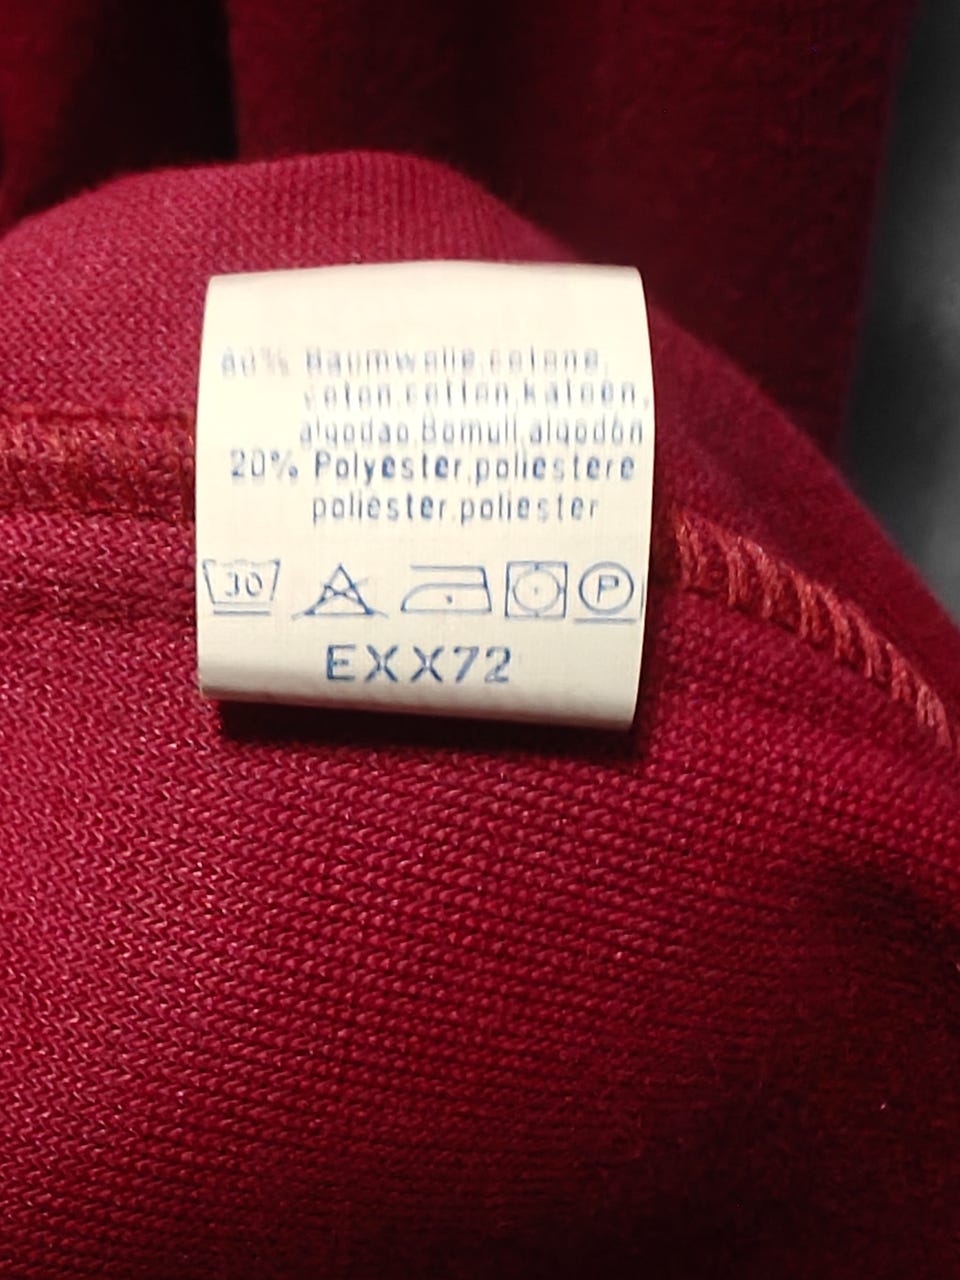 80% Baumwolle,cotone,
coton,cotton,katoen,
algodao,Bomull,algodón
20% Polyester,poliestere
poliester,poliester
30
P
EXX72